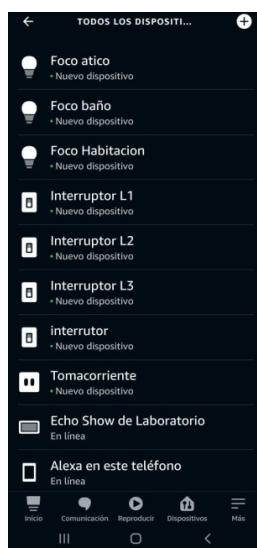 TODOS LOS DISPOSITI...
Foco atico
• Nuevo dispositivo
Foco baño
• Nuevo dispositivo
Foco Habitacion
• Nuevo dispositivo
Interruptor L1
• Nuevo dispositivo
Interruptor L2
• Nuevo dispositivo
Interruptor L3
• Nuevo dispositivo
interrutor
• Nuevo dispositivo
Tomacorriente
• Nuevo dispositivo
Echo Show de Laboratorio
En línea
Alexa en este teléfono
En línea
Inicio Comunicación Reproducir Dispositivos Más